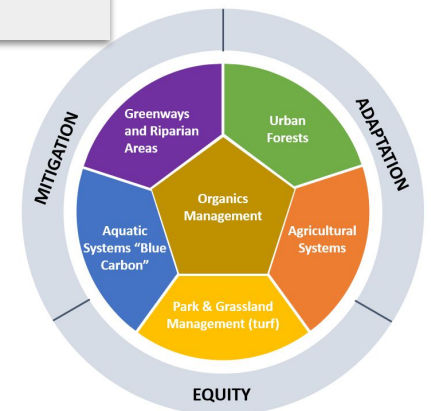 MITIGATION
ADAPTATION
Greenways
and Riparian
Areas
Urban
Forests
Organics
Management
Aquatic
Systems “Blue
Carbon”
Agricultural
Systems
Park & Grassland
Management (turf)
EQUITY